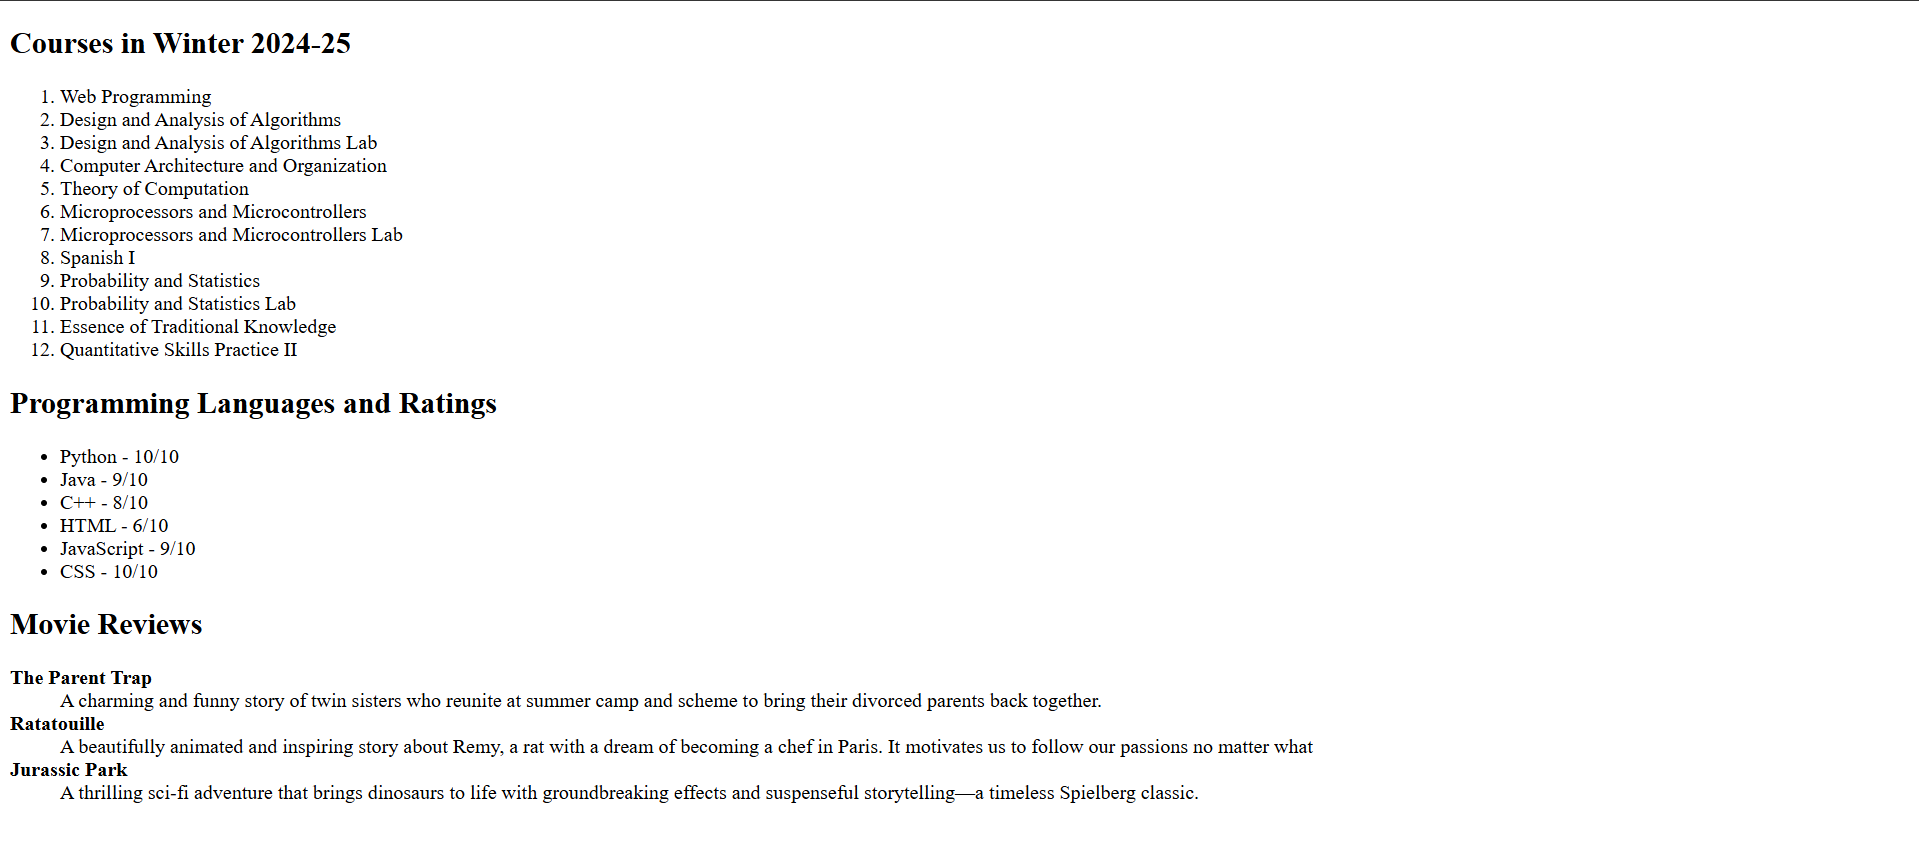 Courses in Winter 2024-25
1. Web Programming
2. Design and Analysis of Algorithms
3. Design and Analysis of Algorithms Lab
4. Computer Architecture and Organization
5. Theory of Computation
6. Microprocessors and Microcontrollers
7. Microprocessors and Microcontrollers Lab
8. Spanish I
9. Probability and Statistics
10. Probability and Statistics Lab
11. Essence of Traditional Knowledge
12. Quantitative Skills Practice II
Programming Languages and Ratings
• Python - 10/10
• Java - 9/10
• C++ - 8/10
• HTML - 6/10
• JavaScript - 9/10
• CSS - 10/10
Movie Reviews
The Parent Trap
A charming and funny story of twin sisters who reunite at summer camp and scheme to bring their divorced parents back together.
Ratatouille
A beautifully animated and inspiring story about Remy, a rat with a dream of becoming a chef in Paris. It motivates us to follow our passions no matter what
Jurassic Park
A thrilling sci-fi adventure that brings dinosaurs to life with groundbreaking effects and suspenseful storytelling—a timeless Spielberg classic.